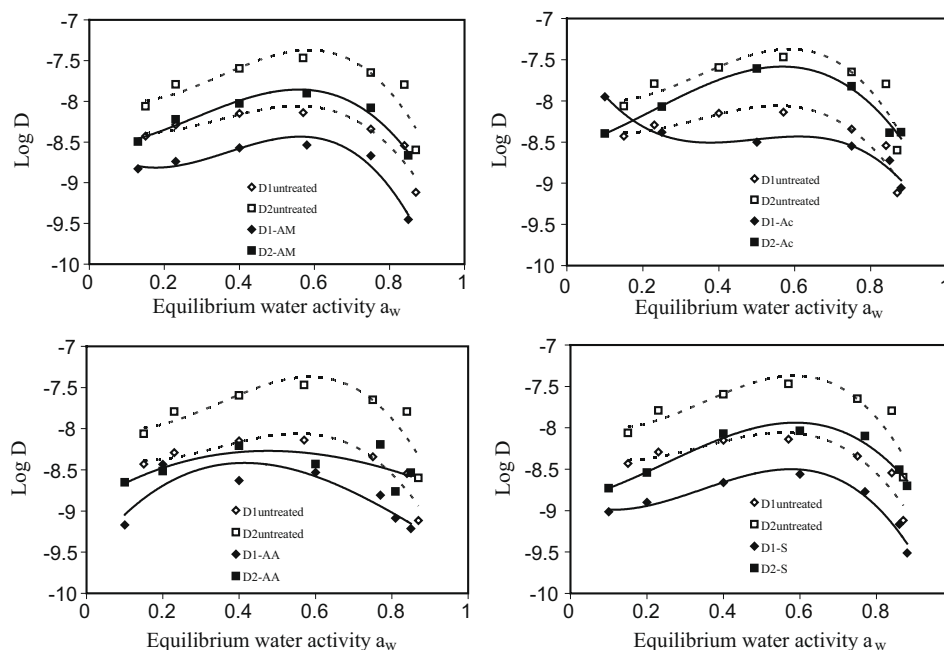 -7
-7.5
-8
-8.5
-9
-9.5
-10
Log D
0 0.2 0.4 0.6 0.8 1
Equilibrium water activity aw
D1untreated
D2untreated
D1-AM
D2-AM
-7
-7.5
-8
-8.5
-9
-9.5
-10
Log D
0 0.2 0.4 0.6 0.8 1
Equilibrium water activity aw
D1untreated
D2untreated
D1-Ac
D2-Ac
-7
-7.5
-8
-8.5
-9
-9.5
-10
Log D
0 0.2 0.4 0.6 0.8 1
Equilibrium water activity aw
D1untreated
D2untreated
D1-AA
D2-AA
-7
-7.5
-8
-8.5
-9
-9.5
-10
Log D
0 0.2 0.4 0.6 0.8 1
Equilibrium water activity aw
D1untreated
D2untreated
D1-S
D2-S